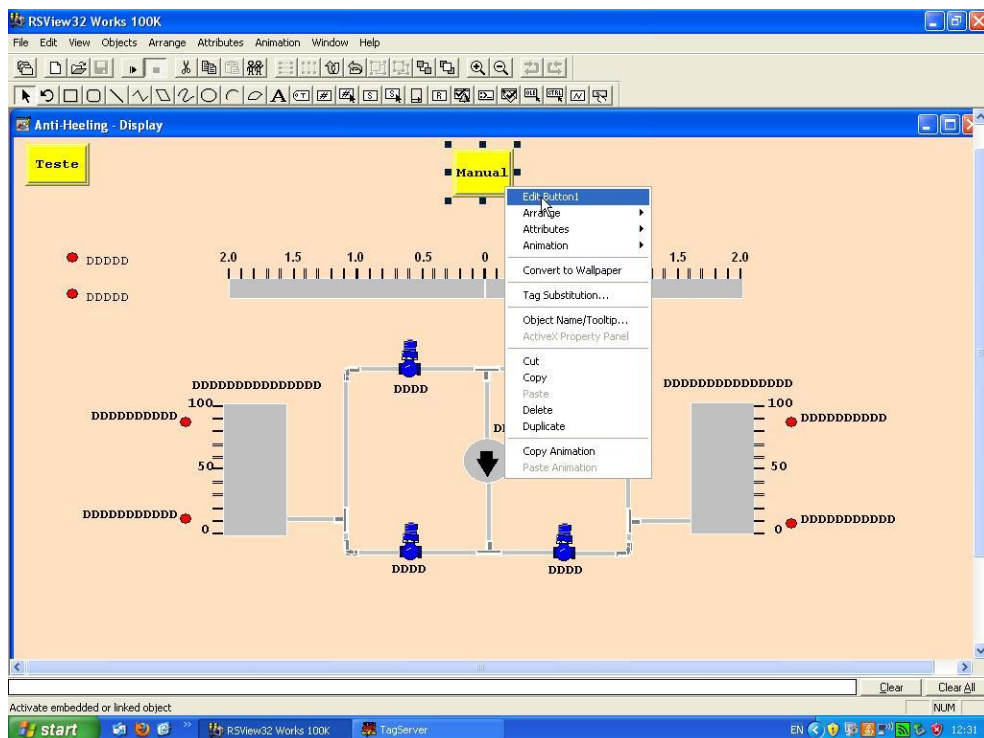 RSView32 Works 100K
File Edit View Objects Arrange Attributes Animation Window Help
Anti-Heeling - Display
Teste
Manual
Edit Button1
Arrange
Attributes
Animation
Convert to Wallpaper
Tag Substitution...
Object Name/Tooltip...
ActiveX Property Panel
Cut
Copy
Paste
Delete
Duplicate
Copy Animation
Paste Animation
DDDDD
DDDDD
2.0 1.5 1.0 0.5 0 1.5 2.0
DDDD
DDDDDDDDDDDDDDD
100
DDDDDDDDDD
50
DDDDDDDDDDD
0
DDDDDDDDDDDDDDD
100
DDDDDDDDDD
50
DDDDDDDDDDD
0
DDDD
DDDD
Clear Clear All
Activate embedded or linked object NUM
start RSView32 Works 100K TagServer EN 12:31